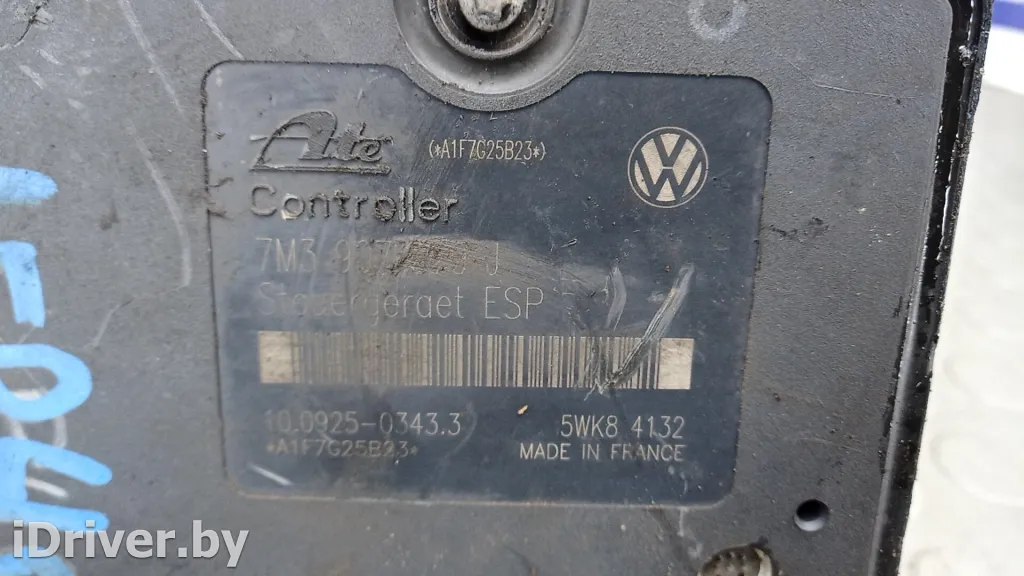 Ate (*A1F7G25B23*)
Controller
7M3 J
Steuergeraet ESP
10.0925-0343.3 5WK8 4132
*A1F7G25B23* MADE IN FRANCE
iDriver.by